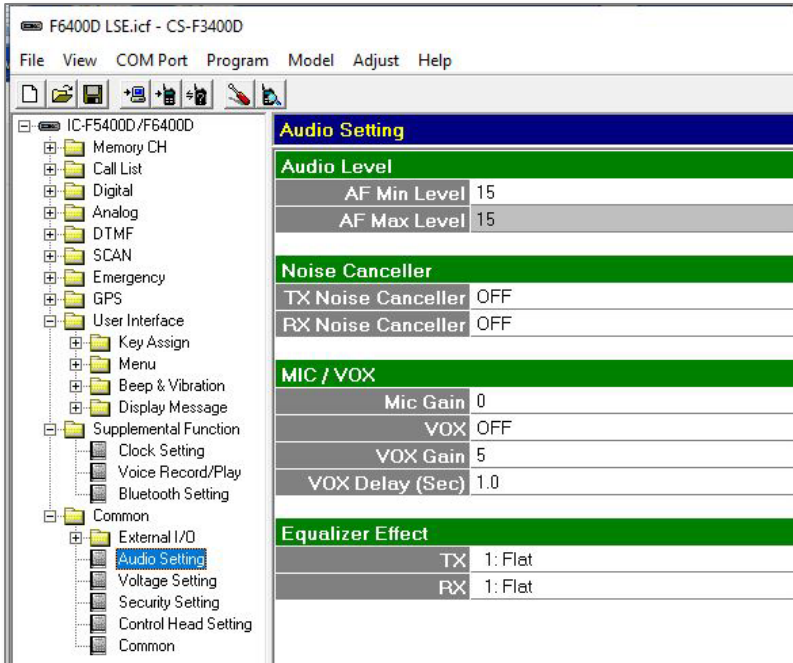 F6400D LSE.icf - CS-F3400D
File View COM Port Program Model Adjust Help
IC-F5400D/F6400D
Memory CH
Call List
Digital
Analog
DTMF
SCAN
Emergency
GPS
User Interface
Key Assign
Menu
Beep & Vibration
Display Message
Supplemental Function
Clock Setting
Voice Record/Play
Bluetooth Setting
Common
External I/O
Audio Setting
Voltage Setting
Security Setting
Control Head Setting
Common
Audio Setting
Audio Level
AF Min Level 15
AF Max Level 15
Noise Canceller
TX Noise Canceller OFF
RX Noise Canceller OFF
MIC / VOX
Mic Gain 0
VOX OFF
VOX Gain 5
VOX Delay (Sec) 1.0
Equalizer Effect
TX 1: Flat
RX 1: Flat